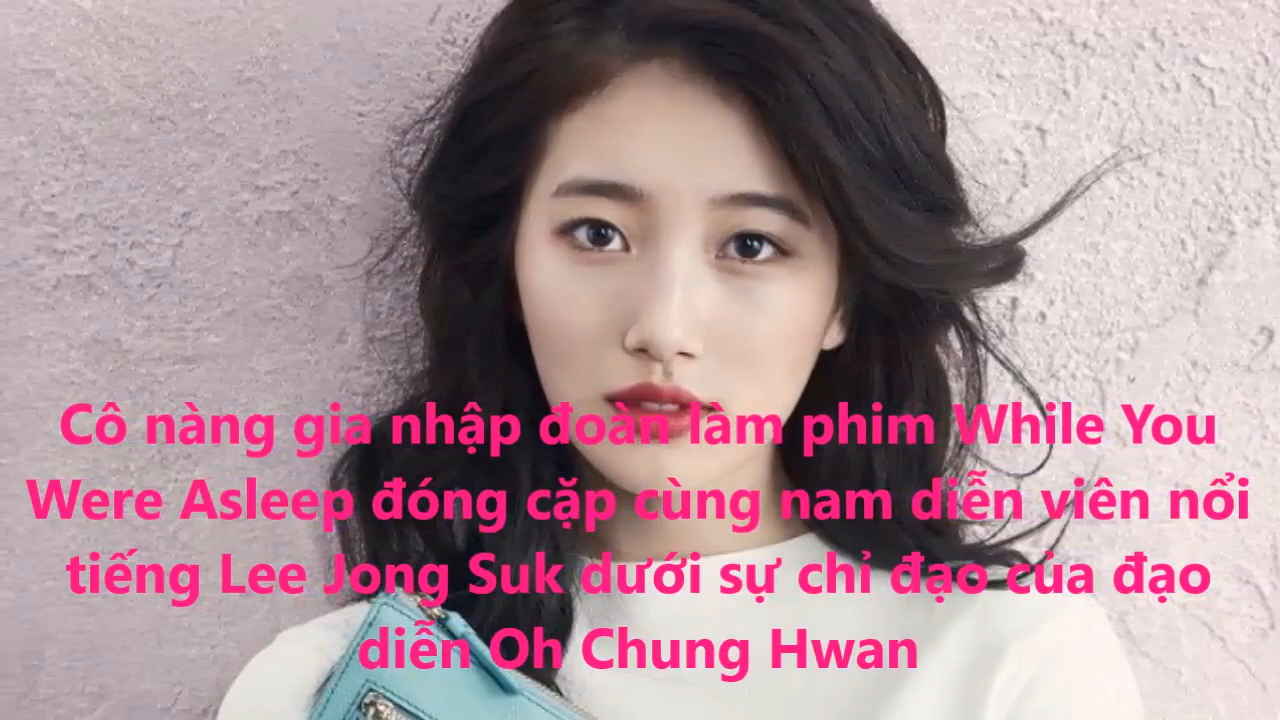 Cô nàng gia nhập đoàn làm phim While You
Were Asleep đóng cặp cùng nam diễn viên nổi
tiếng Lee Jong Suk dưới sự chỉ đạo của đạo
diễn Oh Chung Hwan